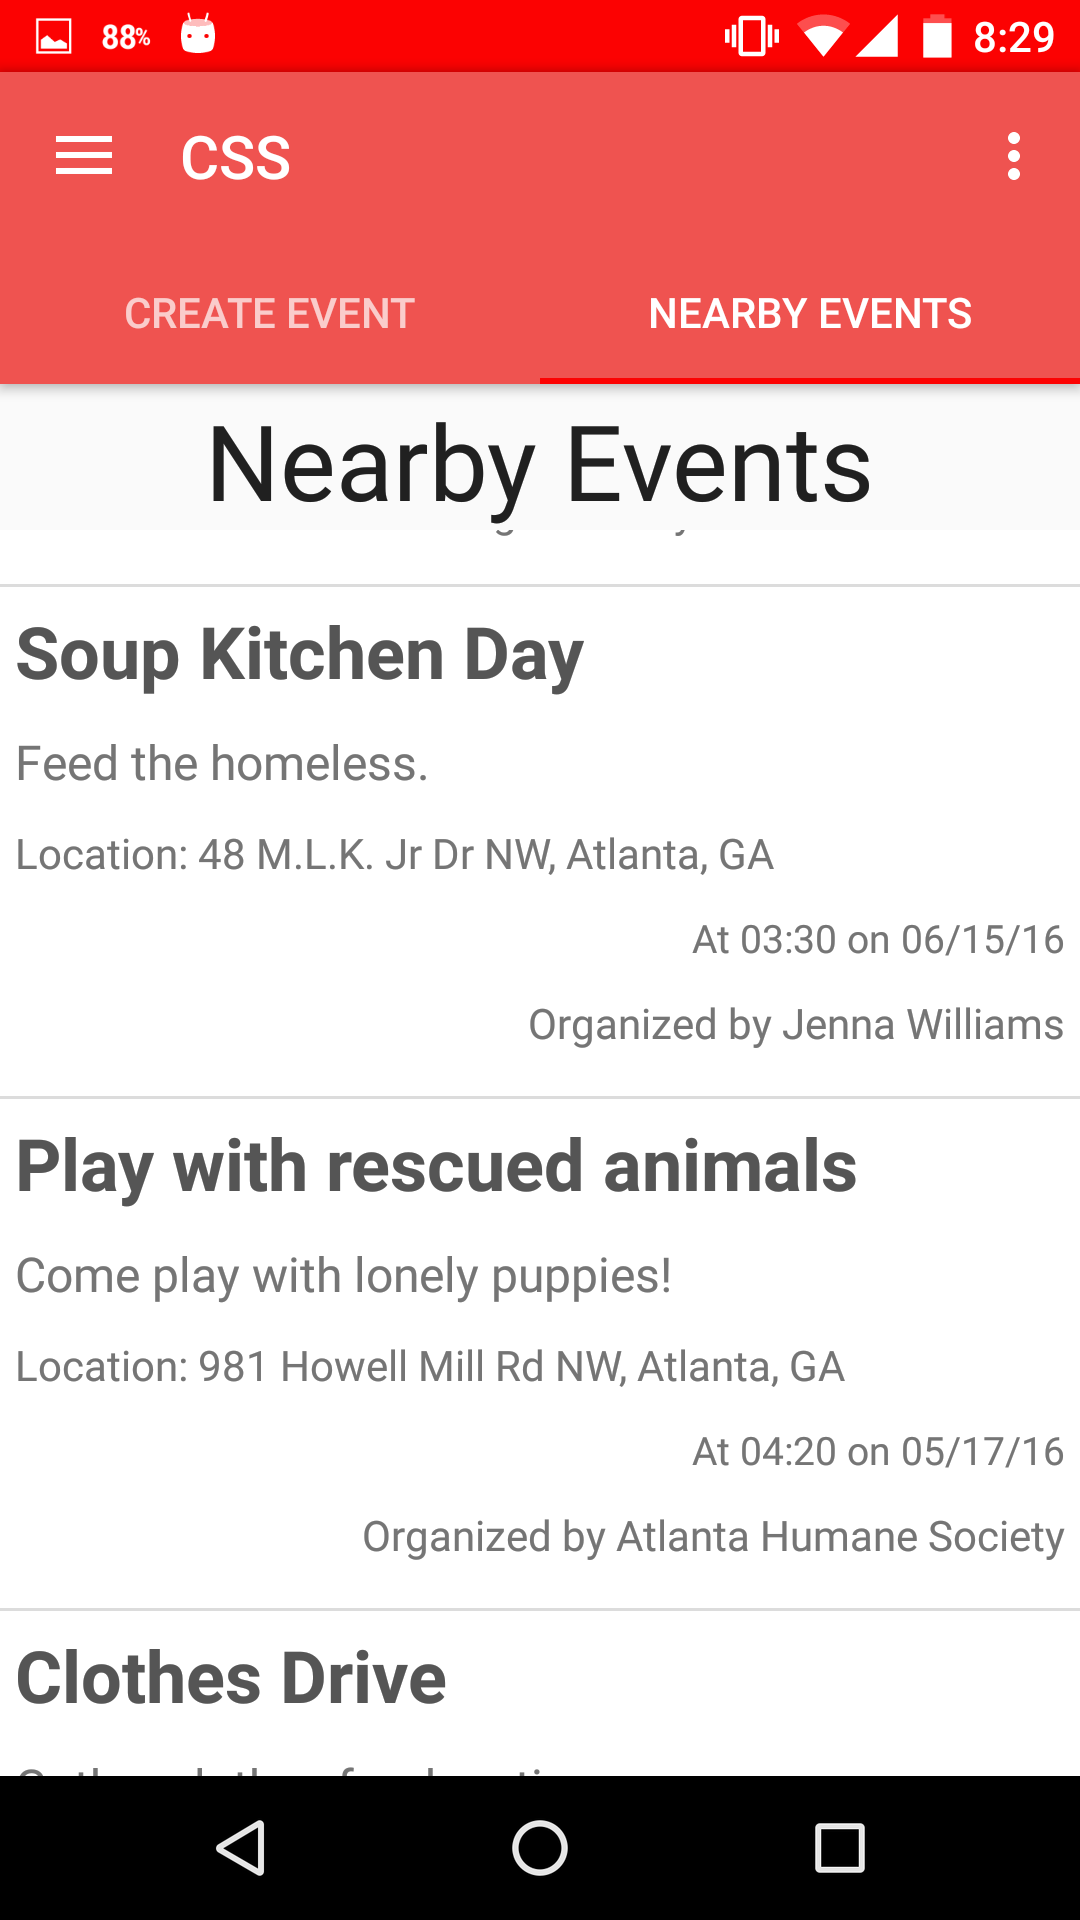 88% 8:29
CSS
CREATE EVENT NEARBY EVENTS
Nearby Events
Soup Kitchen Day
Feed the homeless.
Location: 48 M.L.K. Jr Dr NW, Atlanta, GA
At 03:30 on 06/15/16
Organized by Jenna Williams
Play with rescued animals
Come play with lonely puppies!
Location: 981 Howell Mill Rd NW, Atlanta, GA
At 04:20 on 05/17/16
Organized by Atlanta Humane Society
Clothes Drive